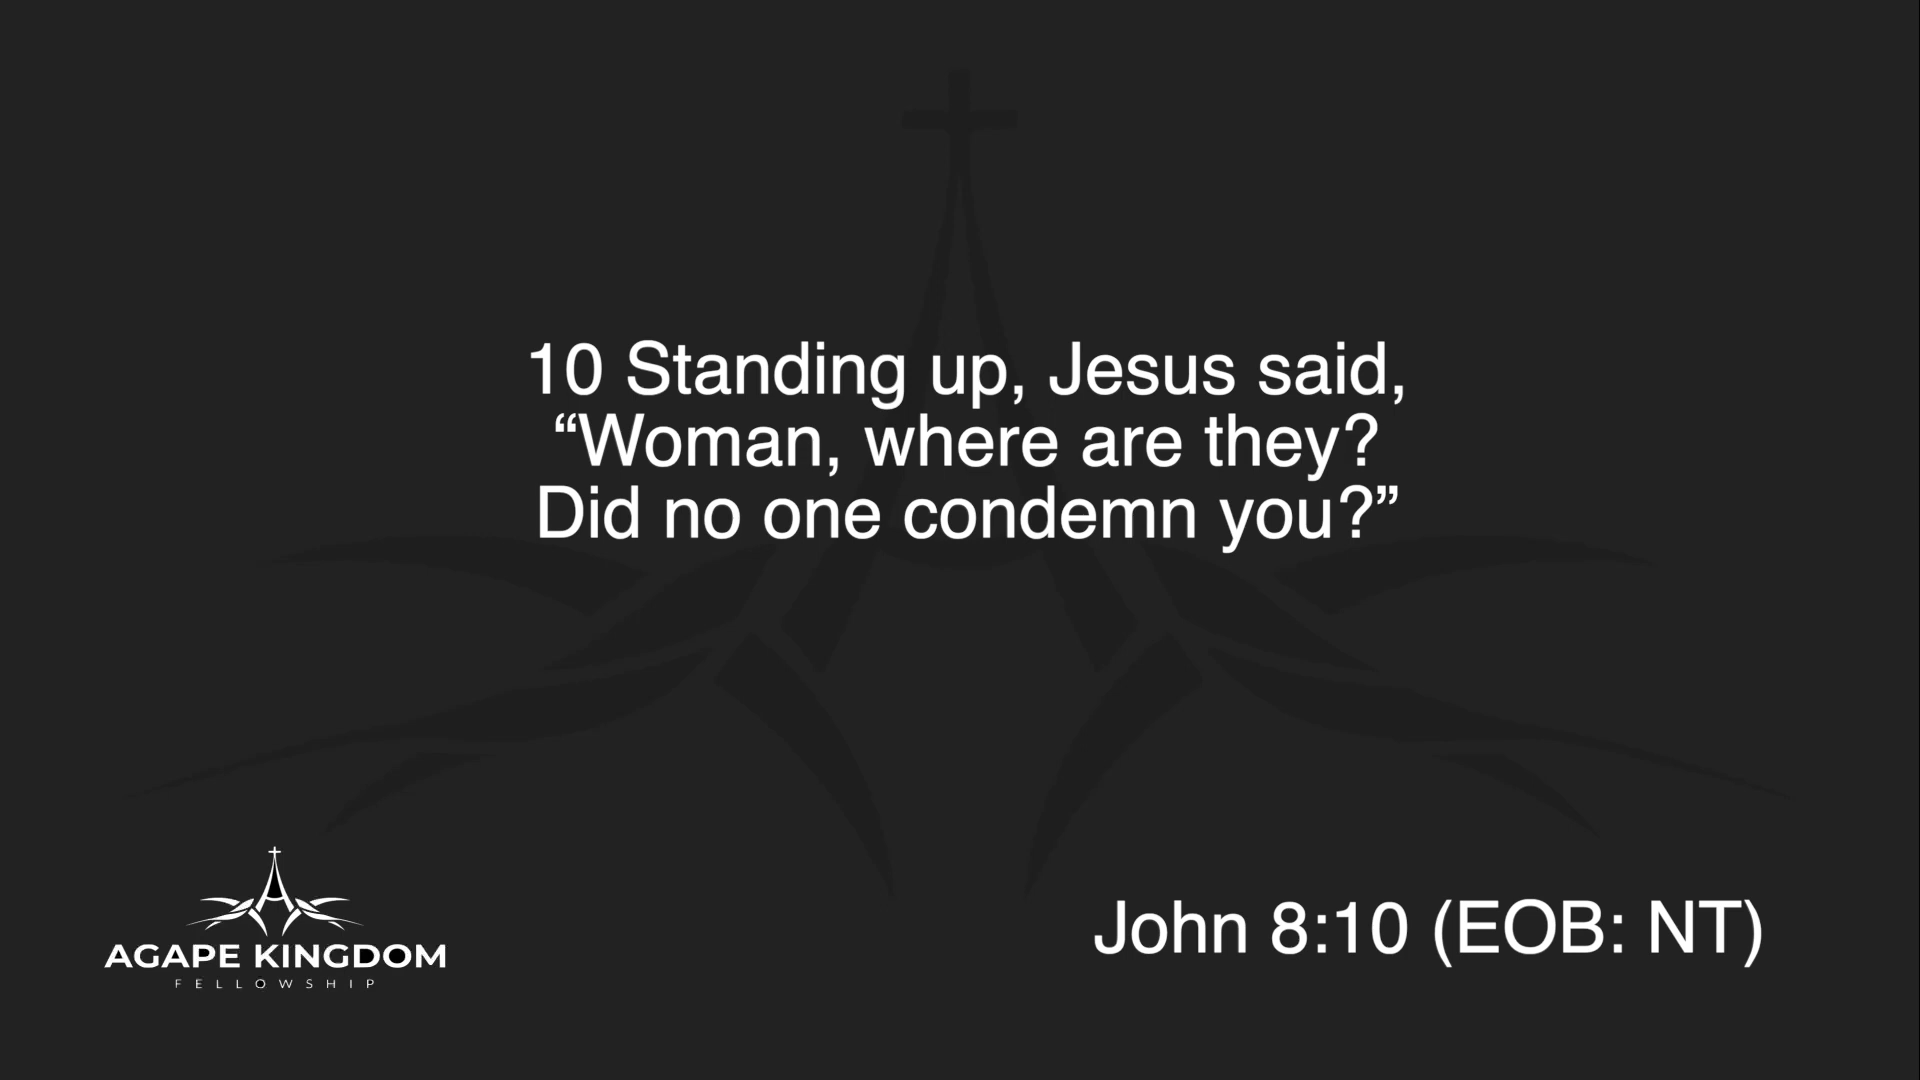 10 Standing up, Jesus said,
“Woman, where are they?
Did no one condemn you?”
AGAPE KINGDOM
FELLOWSHIP
John 8:10 (EOB: NT)